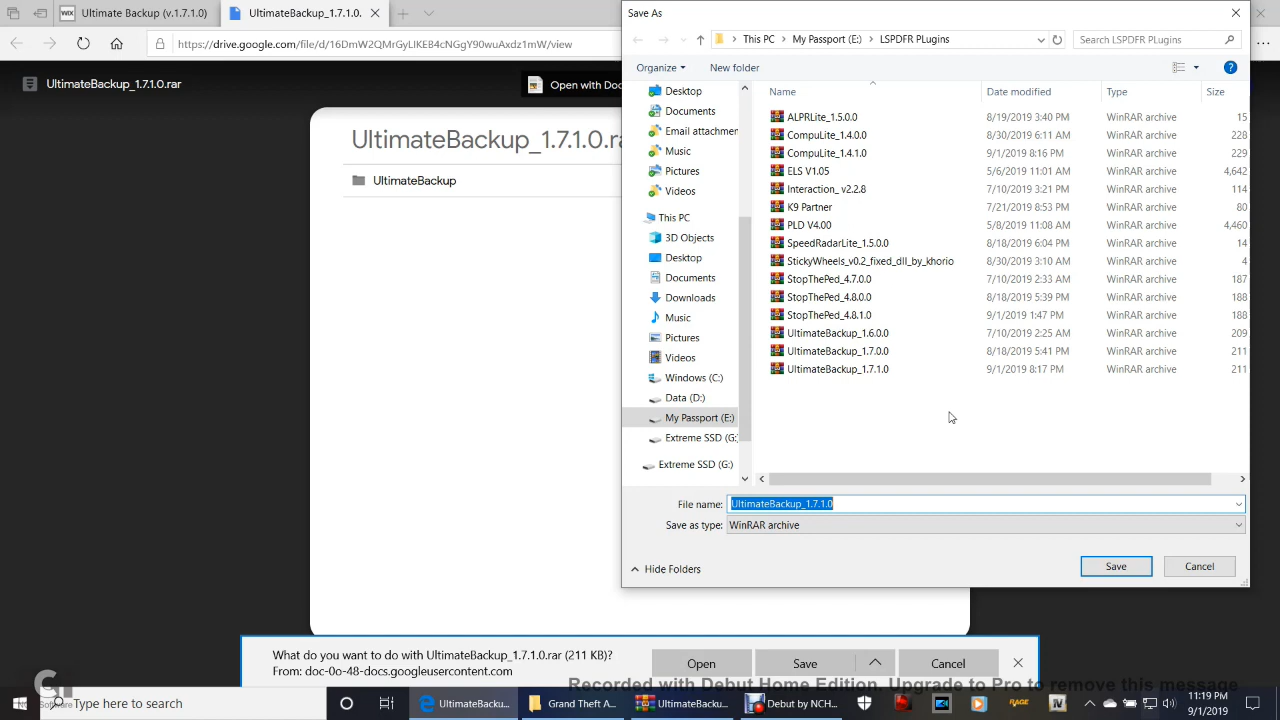 Ultimate Backup (v.1.7.1.0)
UltimateBackup_1.7.1.0.
Save As
This PC > My Passport (E:) > LSPDFR PLugins
Search LSPDFR PLugins
UltimateBackup_1.7.1.0.rar
Open with Doc
Organize
New folder
Name
Date modified
Type
Size
Desktop
Documents
Email attachmen
Music
Pictures
Videos
This PC
3D Objects
Desktop
Documents
Downloads
Music
Pictures
Videos
Windows (C:)
Data (D:)
My Passport (E:)
Extreme SSD (G:
Extreme SSD (G:)
ALPRLite_1.5.0.0 8/19/2019 3:40 PM WinRAR archive 15
CompuLite_1.4.0.0 8/30/2019 6:11 AM WinRAR archive 228
CompuLite_1.4.1.0 9/1/2019 8:16 PM WinRAR archive 229
ELS V1.05 5/6/2019 11:01 AM WinRAR archive 4,642
Interaction_ v2.2.8 7/10/2019 3:21 PM WinRAR archive 114
K9 Partner 7/21/2019 8:53 PM WinRAR archive 80
PLD V4.00 5/8/2019 11:08 AM WinRAR archive 4,460
SpeedRadarLite_1.5.0.0 8/18/2019 6:04 PM WinRAR archive 14
StickyWheels_v0.2_fixed_dll_by_khorio 8/30/2019 3:10 AM WinRAR archive 4
StopThePed_4.7.0.0 7/10/2019 2:33 AM WinRAR archive 187
StopThePed_4.8.0.0 8/18/2019 5:39 PM WinRAR archive 188
StopThePed_4.8.1.0 9/1/2019 1:47 PM WinRAR archive 188
UltimateBackup_1.6.0.0 7/10/2019 2:25 AM WinRAR archive 209
UltimateBackup_1.7.0.0 8/18/2019 5:41 PM WinRAR archive 211
UltimateBackup_1.7.1.0 9/1/2019 8:17 PM WinRAR archive 211
UltimateBackup_1.7.1.0.ra
UltimateBackup
File name: UltimateBackup_1.7.1.0
Save as type: WinRAR archive
Hide Folders
Save
Cancel
What do you want to do with UltimateBackup_1.7.1.0.rar (211 KB)?
From: doc-0o-48-docs.googleusercontent.com
Open
Save
Cancel
Recorded with Debut Home Edition. Upgrade to Pro to remove this message
Type here to search
UltimateBacku...
Grand Theft A...
UltimateBacku...
Debut by NCH...
RAGE
11:19 PM
9/1/2019